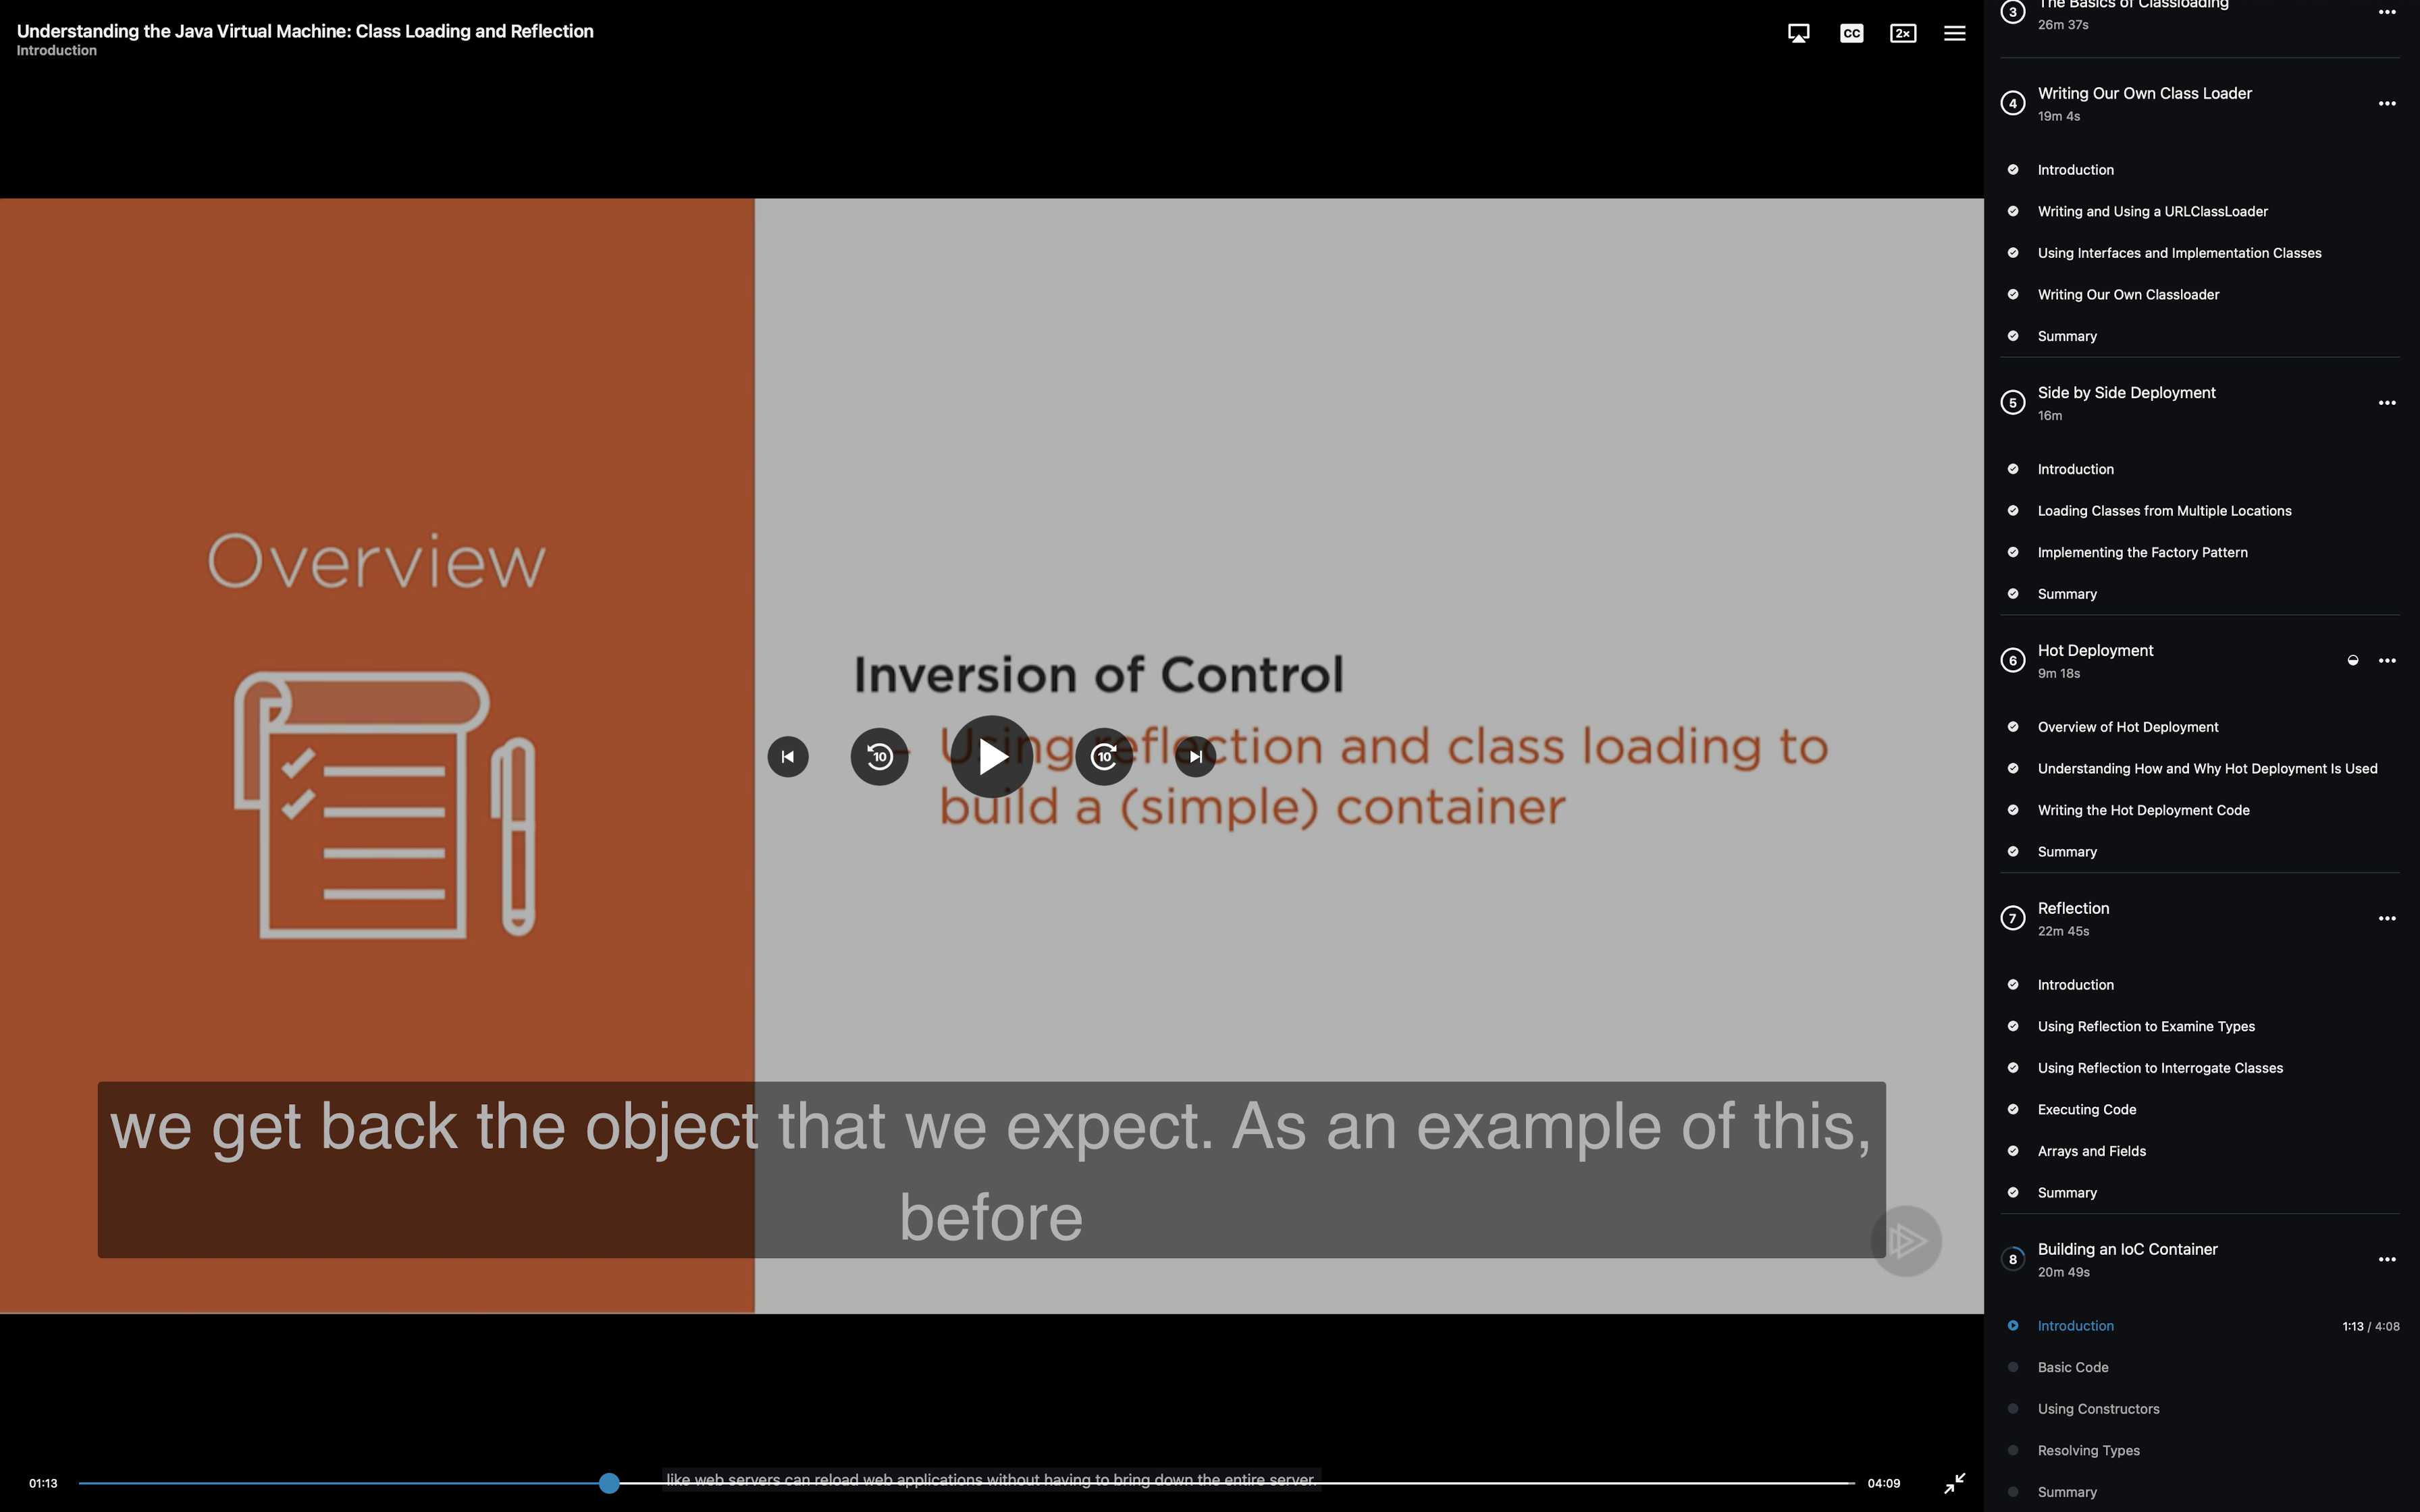 Understanding the Java Virtual Machine: Class Loading and Reflection
Introduction
CC
2x
Overview
Inversion of Control
- Using reflection and class loading to
build a (simple) container
10
10
we get back the object that we expect. As an example of this,
before
like web servers can reload web applications without having to bring down the entire server.
01:13
04:09
3
The Basics of Classloading
26m 37s
4
Writing Our Own Class Loader
19m 4s
Introduction
Writing and Using a URLClassLoader
Using Interfaces and Implementation Classes
Writing Our Own Classloader
Summary
5
Side by Side Deployment
16m
Introduction
Loading Classes from Multiple Locations
Implementing the Factory Pattern
Summary
6
Hot Deployment
9m 18s
Overview of Hot Deployment
Understanding How and Why Hot Deployment Is Used
Writing the Hot Deployment Code
Summary
7
Reflection
22m 45s
Introduction
Using Reflection to Examine Types
Using Reflection to Interrogate Classes
Executing Code
Arrays and Fields
Summary
8
Building an IoC Container
20m 49s
Introduction
1:13 / 4:08
Basic Code
Using Constructors
Resolving Types
Summary